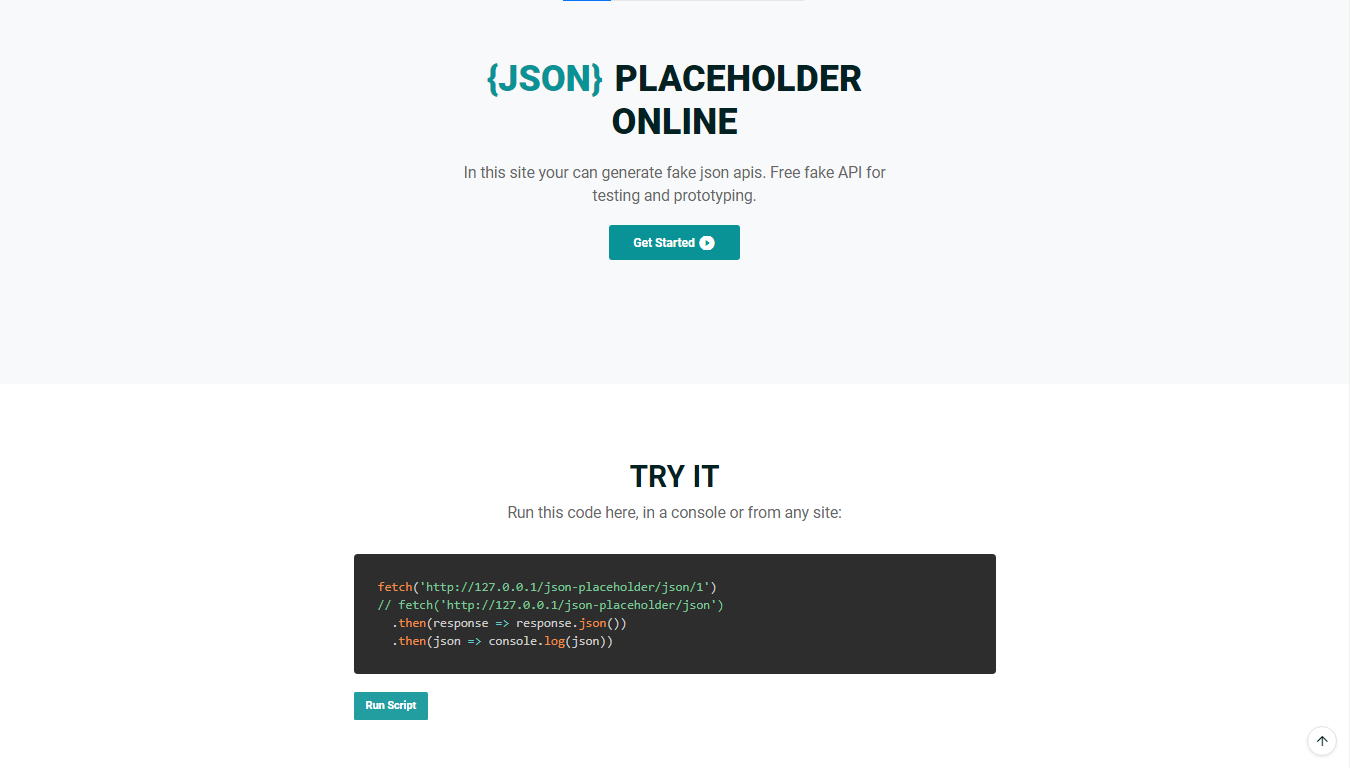 {JSON} PLACEHOLDER
ONLINE
In this site your can generate fake json apis. Free fake API for
testing and prototyping.
Get Started
TRY IT
Run this code here, in a console or from any site:
fetch('http://127.0.0.1/json-placeholder/json/1')
// fetch('http://127.0.0.1/json-placeholder/json')
  .then(response => response.json())
  .then(json => console.log(json))
Run Script